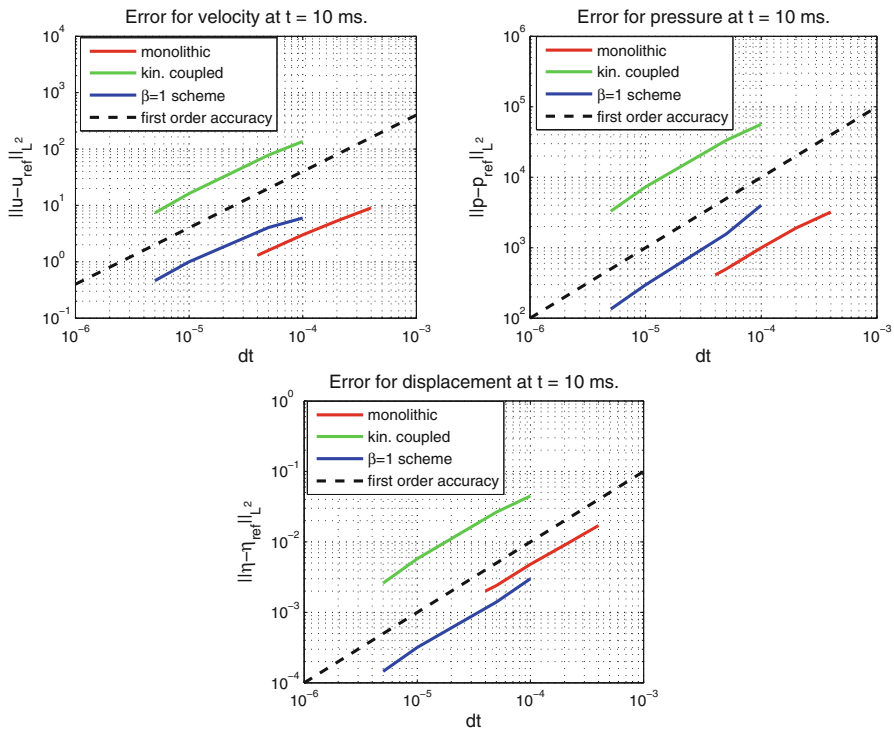 Error for velocity at t = 10 ms.
10^4
10^3
10^2
10^1
10^0
10^-1
||u-u_ref||_L^2
monolithic
kin. coupled
β=1 scheme
first order accuracy
10^-6
10^-5
10^-4
10^-3
dt
Error for pressure at t = 10 ms.
10^6
10^5
10^4
10^3
10^2
||p-p_ref||_L^2
monolithic
kin. coupled
β=1 scheme
first order accuracy
10^-6
10^-5
10^-4
10^-3
dt
Error for displacement at t = 10 ms.
10^0
10^-1
10^-2
10^-3
10^-4
||η-η_ref||_L^2
monolithic
kin. coupled
β=1 scheme
first order accuracy
10^-6
10^-5
10^-4
10^-3
dt